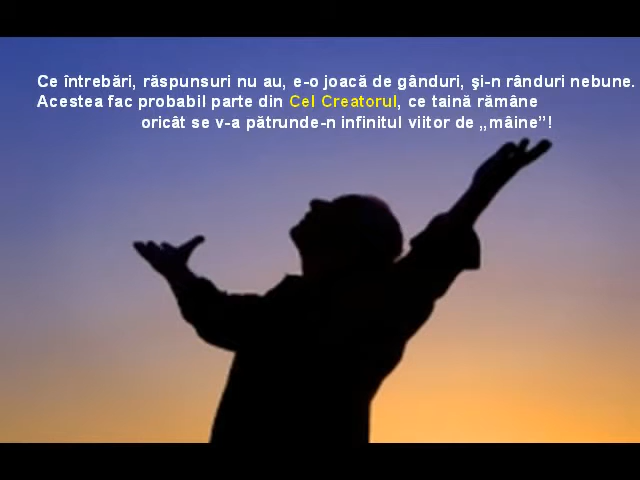 Ce întrebări, răspunsuri nu au, e-o joacă de gânduri, şi-n rânduri nebune.
Acestea fac probabil parte din Cel Creatorul, ce taină rămâne
oricât se v-a pătrunde-n infinitul viitor de „mâine”!